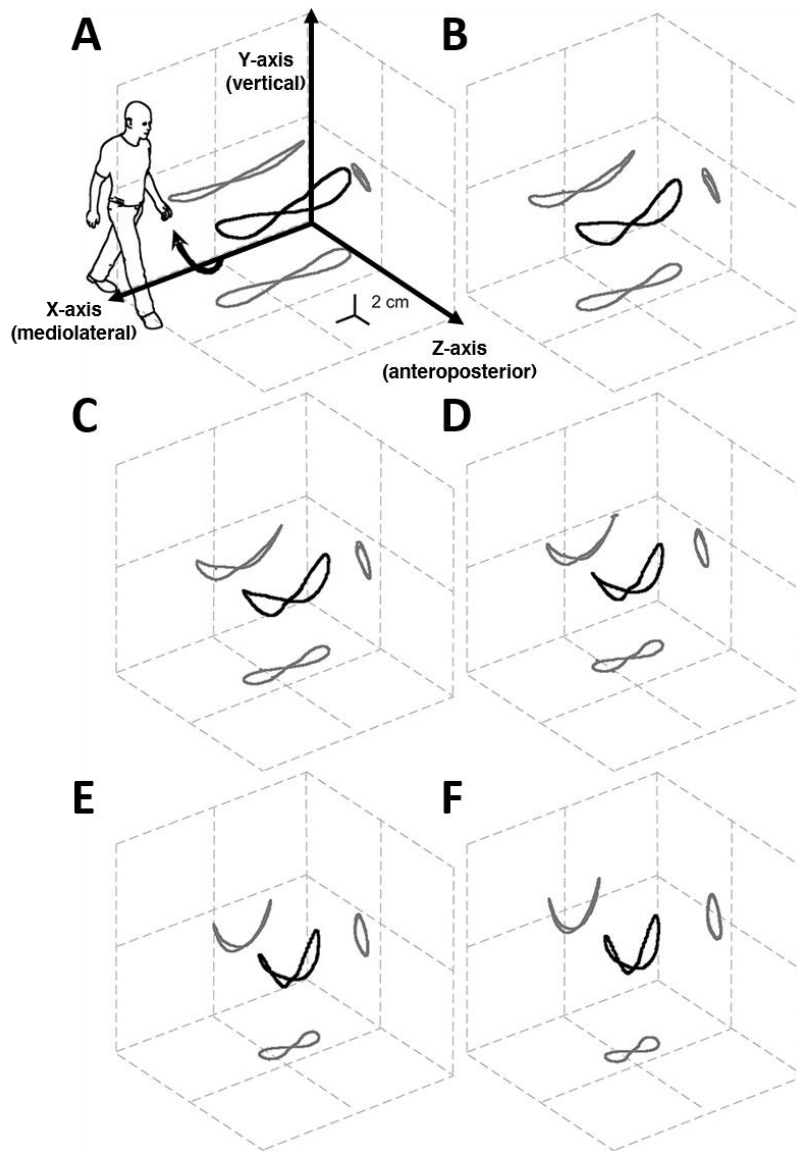 A
B
Y-axis
(vertical)
X-axis
(mediolateral)
2 cm
Z-axis
(anteroposterior)
C
D
E
F